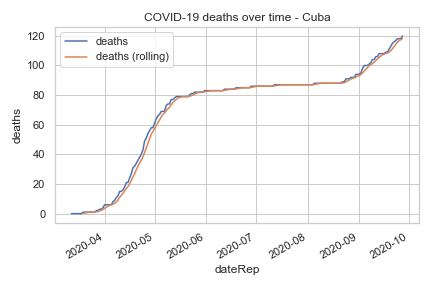 COVID-19 deaths over time - Cuba
deaths
deaths (rolling)
120
100
80
60
40
20
0
deaths
2020-04
2020-05
2020-06
2020-07
2020-08
2020-09
2020-10
dateRep